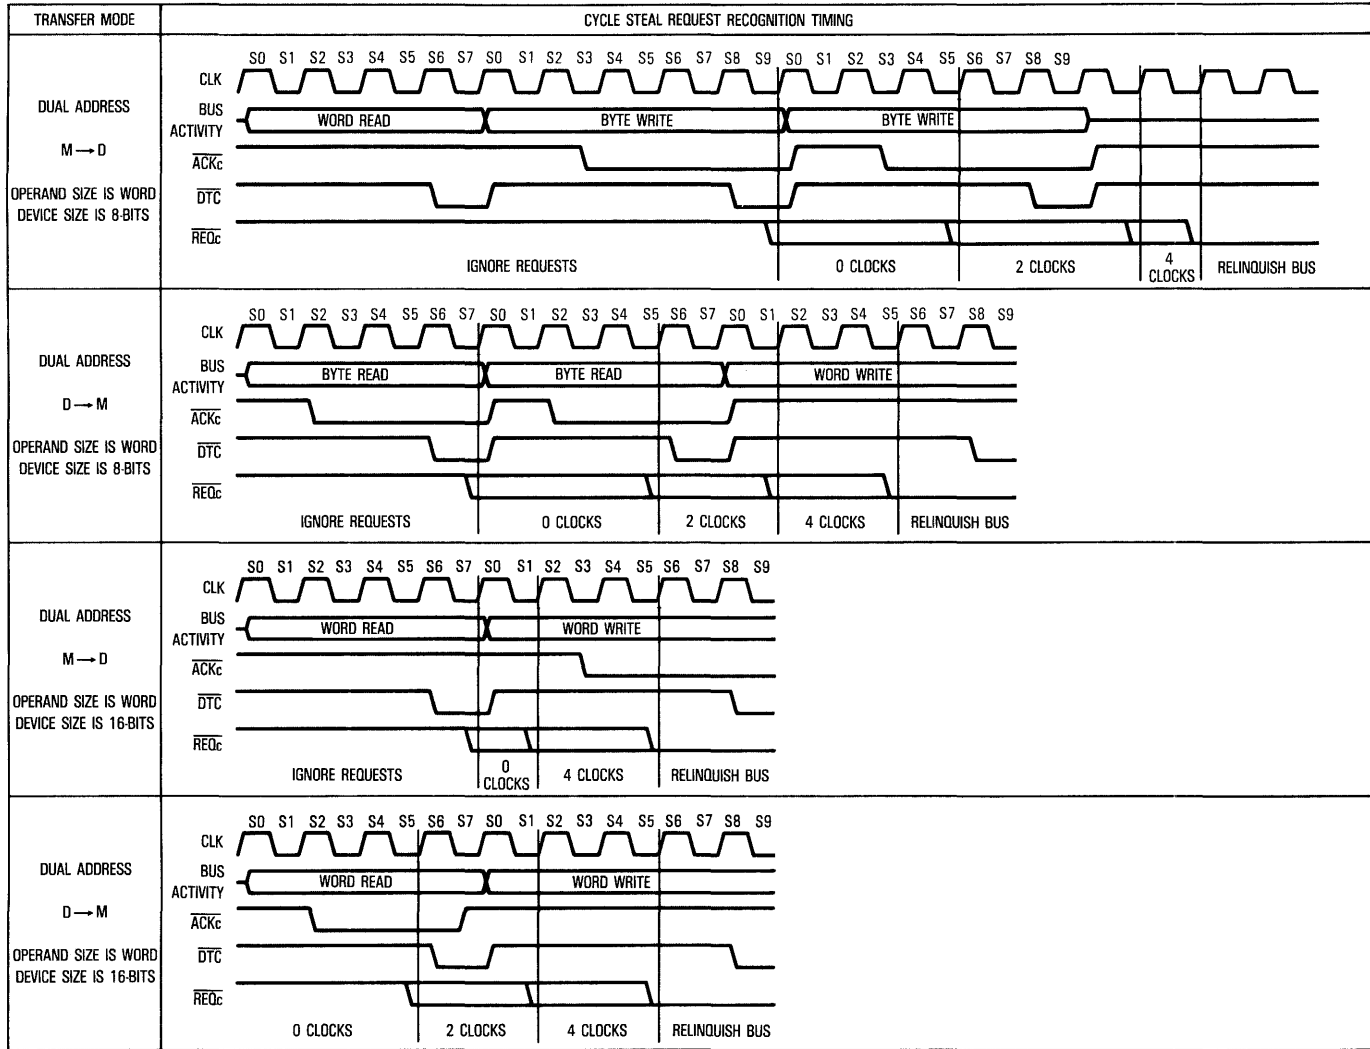 TRANSFER MODE
CYCLE STEAL REQUEST RECOGNITION TIMING
S0 S1 S2 S3 S4 S5 S6 S7 S0 S1 S2 S3 S4 S5 S6 S7 S8 S9 S0 S1 S2 S3 S4 S5 S6 S7 S8 S9
CLK
DUAL ADDRESS
BUS
ACTIVITY
WORD READ
BYTE WRITE
BYTE WRITE
M→D
ACKc
OPERAND SIZE IS WORD
DEVICE SIZE IS 8-BITS
DTC
REQc
IGNORE REQUESTS
0 CLOCKS
2 CLOCKS
4
CLOCKS
RELINQUISH BUS
S0 S1 S2 S3 S4 S5 S6 S7 S0 S1 S2 S3 S4 S5 S6 S7 S0 S1 S2 S3 S4 S5 S6 S7 S8 S9
CLK
DUAL ADDRESS
BUS
ACTIVITY
BYTE READ
BYTE READ
WORD WRITE
D→M
ACKc
OPERAND SIZE IS WORD
DEVICE SIZE IS 8-BITS
DTC
REQc
IGNORE REQUESTS
0 CLOCKS
2 CLOCKS
4 CLOCKS
RELINQUISH BUS
S0 S1 S2 S3 S4 S5 S6 S7 S0 S1 S2 S3 S4 S5 S6 S7 S8 S9
CLK
DUAL ADDRESS
BUS
ACTIVITY
WORD READ
WORD WRITE
M→D
ACKc
OPERAND SIZE IS WORD
DEVICE SIZE IS 16-BITS
DTC
REQc
IGNORE REQUESTS
0
CLOCKS
4 CLOCKS
RELINQUISH BUS
S0 S1 S2 S3 S4 S5 S6 S7 S0 S1 S2 S3 S4 S5 S6 S7 S8 S9
CLK
DUAL ADDRESS
BUS
ACTIVITY
WORD READ
WORD WRITE
D→M
ACKc
OPERAND SIZE IS WORD
DEVICE SIZE IS 16-BITS
DTC
REQc
0 CLOCKS
2 CLOCKS
4 CLOCKS
RELINQUISH BUS